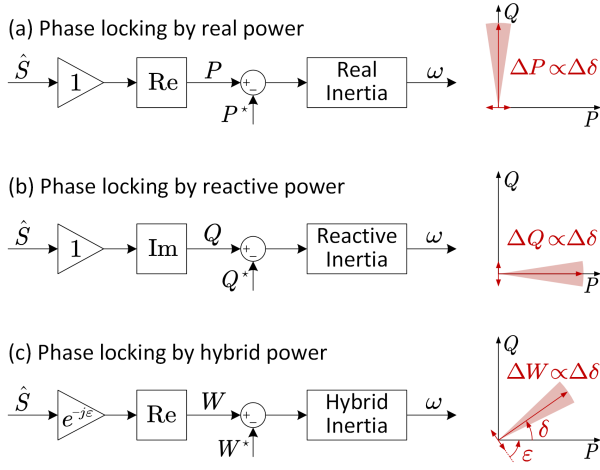 (a) Phase locking by real power
Ŝ 1 Re P + − P* Real Inertia ω
Q ΔP ∝ Δδ P
(b) Phase locking by reactive power
Ŝ 1 Im Q + − Q* Reactive Inertia ω
Q ΔQ ∝ Δδ P
(c) Phase locking by hybrid power
Ŝ e^{-jε} Re W + − W* Hybrid Inertia ω
Q ΔW ∝ Δδ δ ε P